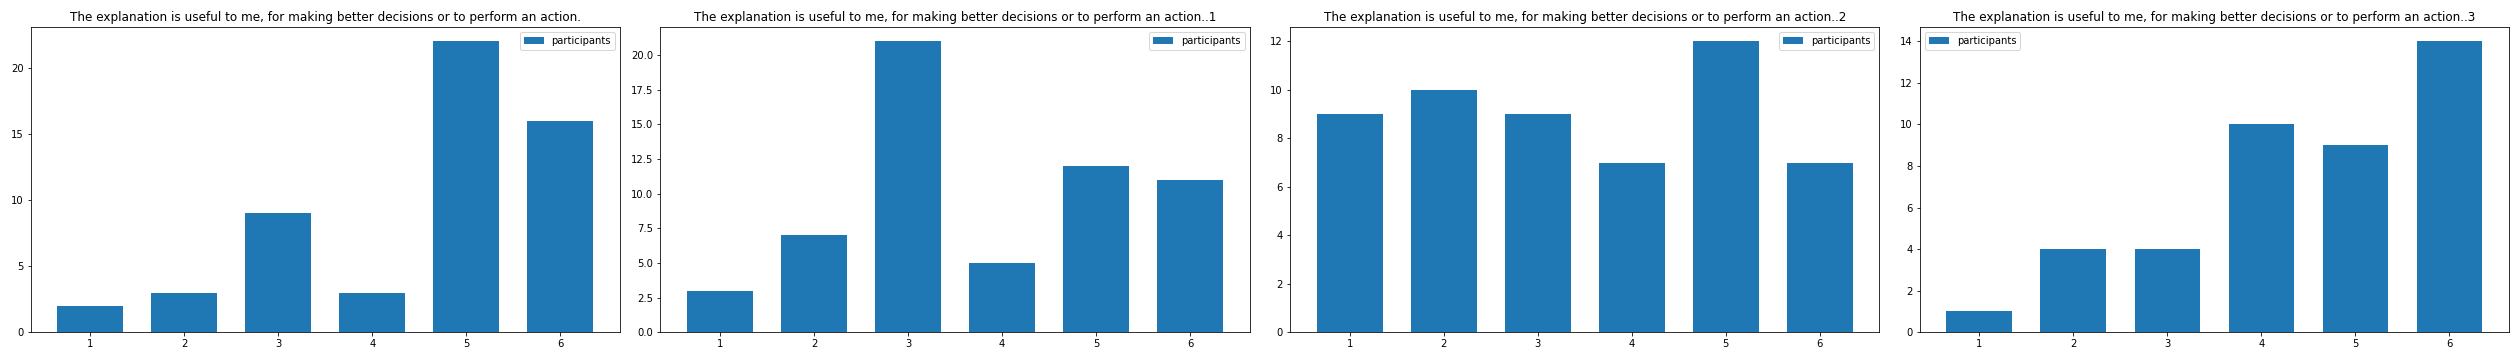 The explanation is useful to me, for making better decisions or to perform an action.
participants
20
15
10
5
0
1 2 3 4 5 6
The explanation is useful to me, for making better decisions or to perform an action..1
participants
20.0
17.5
15.0
12.5
10.0
7.5
5.0
2.5
0.0
1 2 3 4 5 6
The explanation is useful to me, for making better decisions or to perform an action..2
participants
12
10
8
6
4
2
0
1 2 3 4 5 6
The explanation is useful to me, for making better decisions or to perform an action..3
participants
14
12
10
8
6
4
2
0
1 2 3 4 5 6